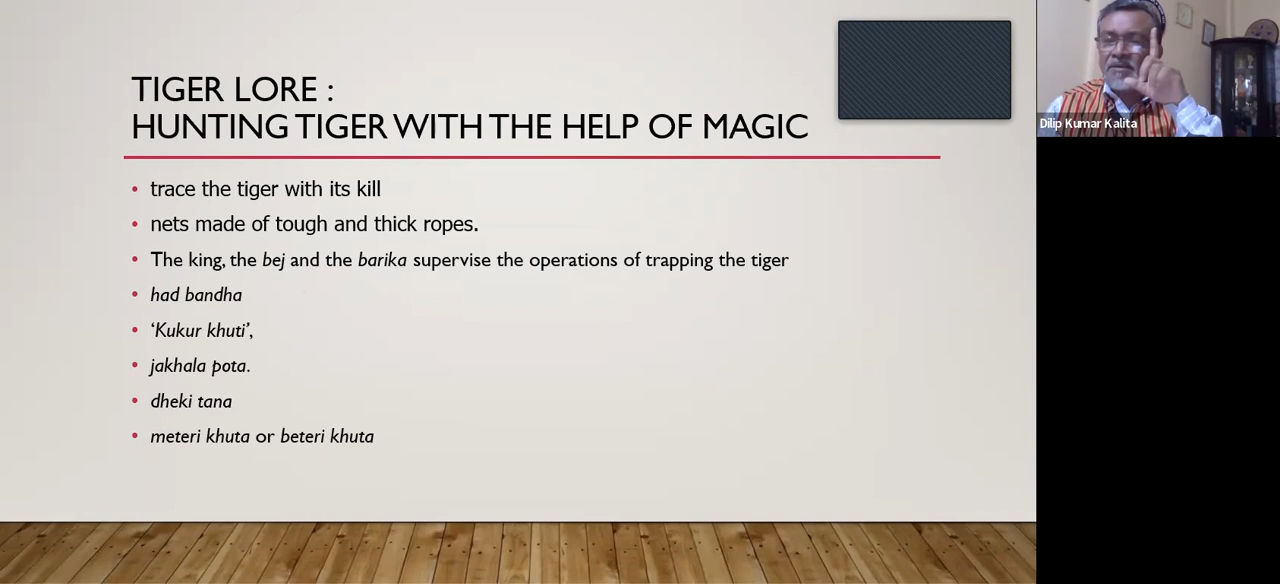 TIGER LORE :
HUNTING TIGER WITH THE HELP OF MAGIC
• trace the tiger with its kill
• nets made of tough and thick ropes.
• The king, the bej and the barika supervise the operations of trapping the tiger
• had bandha
• ‘Kukur khuti’,
• jakhala pota.
• dheki tana
• meteri khuta or beteri khuta
Dilip Kumar Kalita